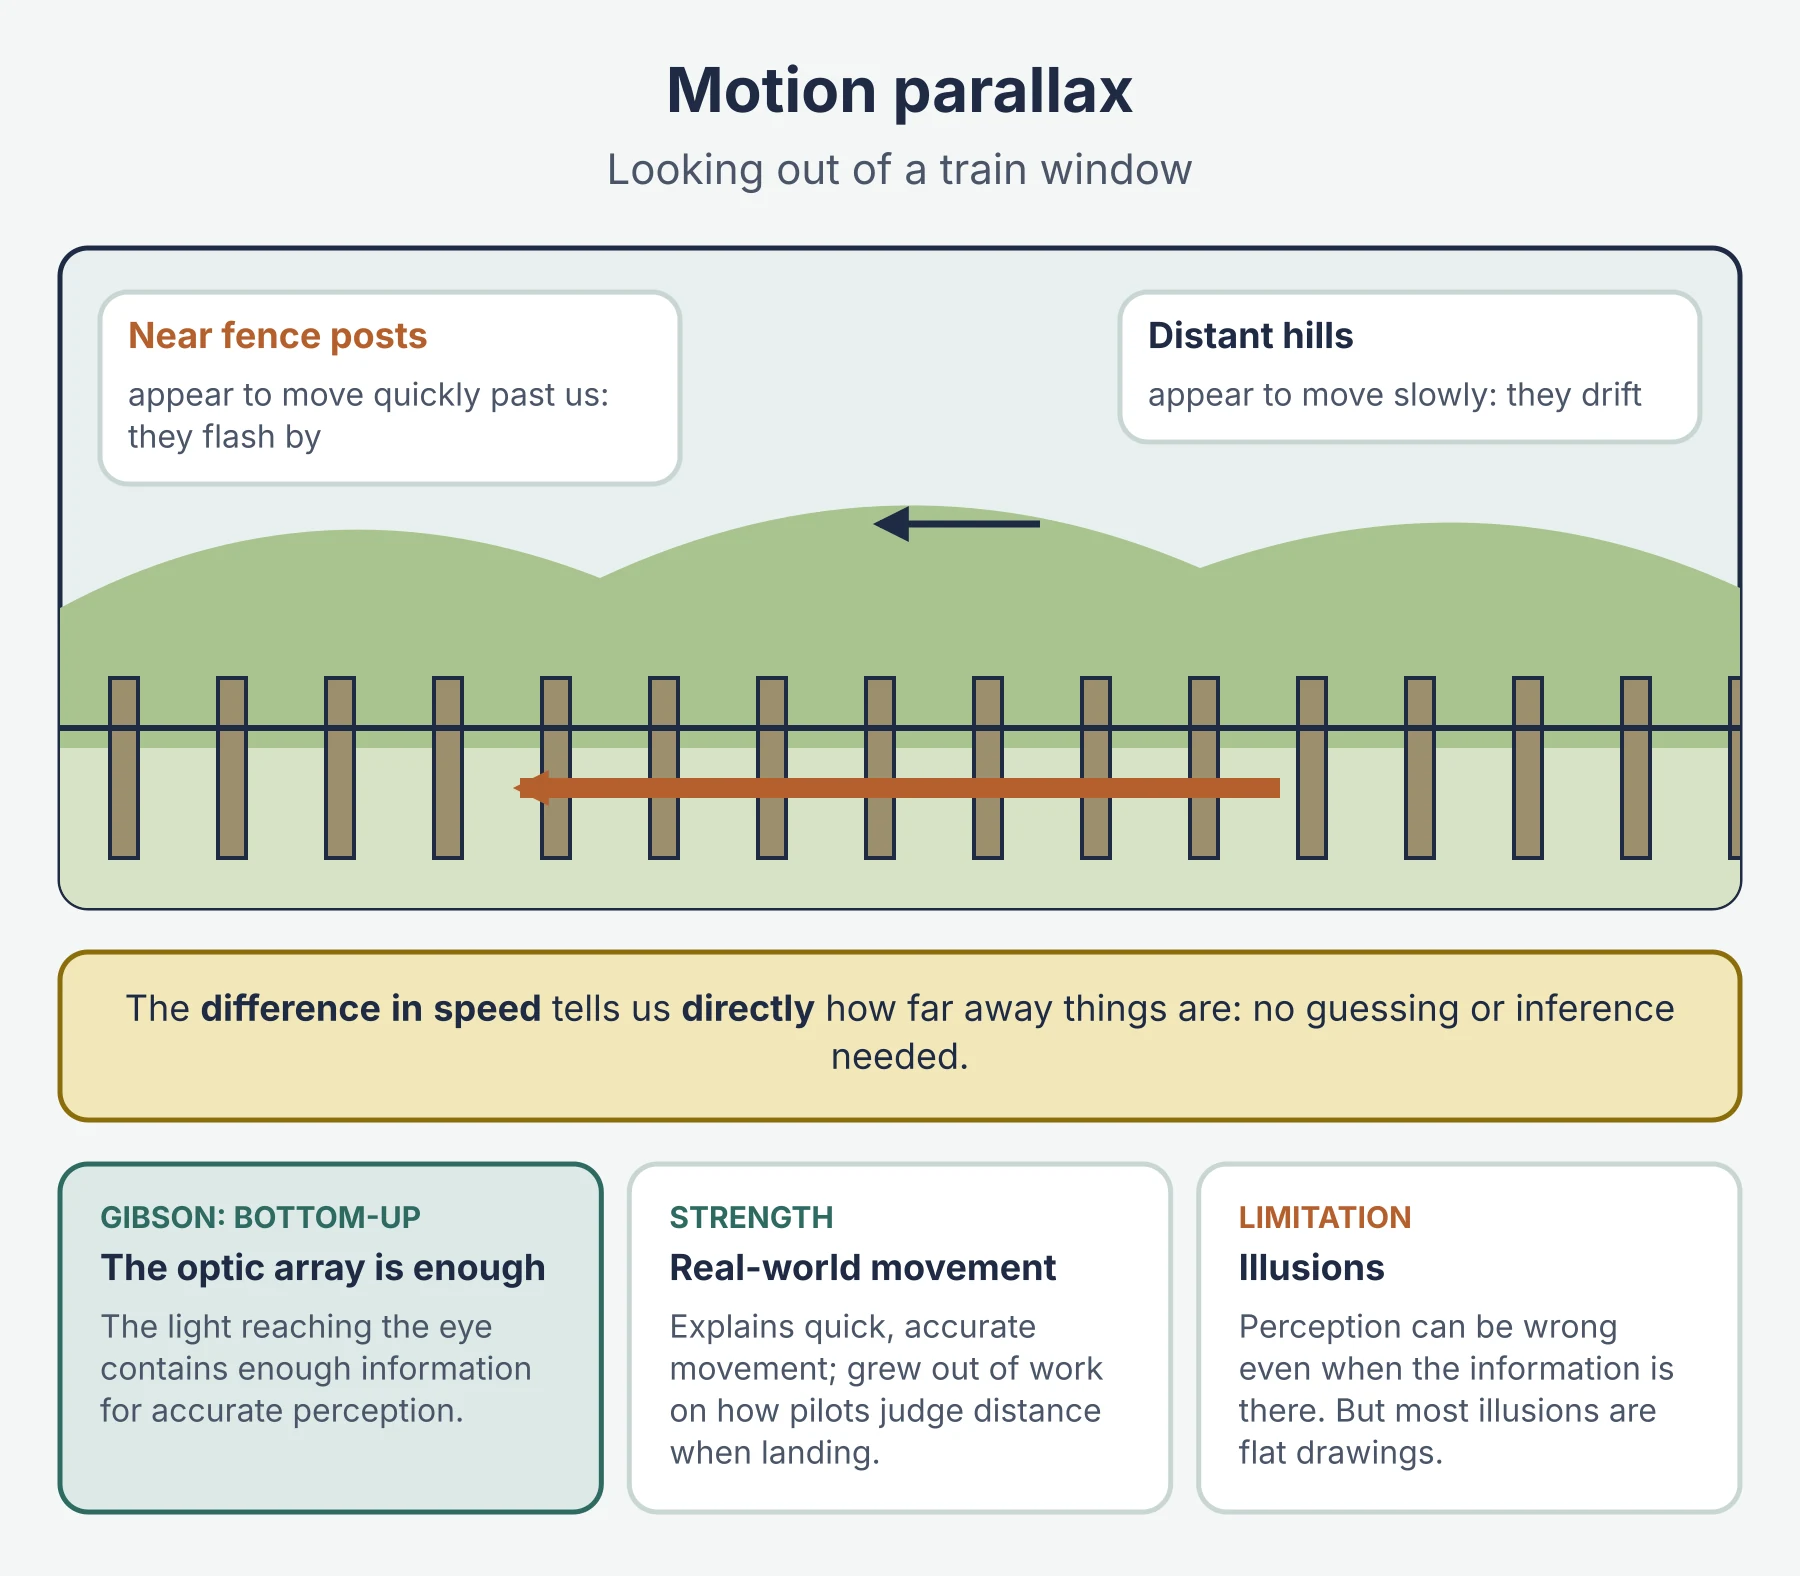 Motion parallax
Looking out of a train window
Near fence posts
appear to move quickly past us:
they flash by
Distant hills
appear to move slowly: they drift
The difference in speed tells us directly how far away things are: no guessing or inference
needed.
GIBSON: BOTTOM-UP
The optic array is enough
The light reaching the eye
contains enough information
for accurate perception.
STRENGTH
Real-world movement
Explains quick, accurate
movement; grew out of work
on how pilots judge distance
when landing.
LIMITATION
Illusions
Perception can be wrong
even when the information is
there. But most illusions are
flat drawings.